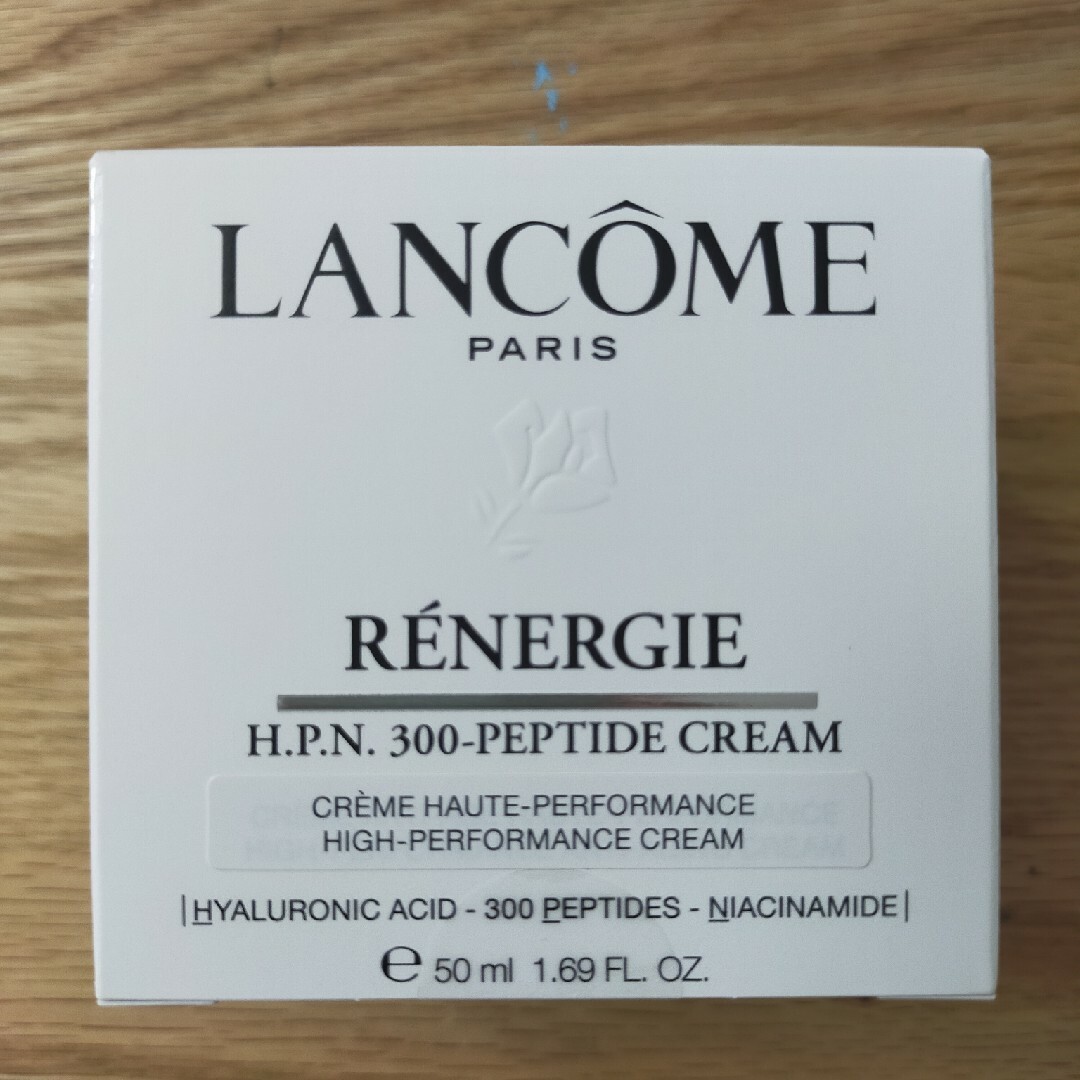 LANCÔME
PARIS
RÉNERGIE
H.P.N. 300-PEPTIDE CREAM
CRÈME HAUTE-PERFORMANCE
HIGH-PERFORMANCE CREAM
|HYALURONIC ACID - 300 PEPTIDES - NIACINAMIDE|
℮ 50 ml 1.69 FL. OZ.